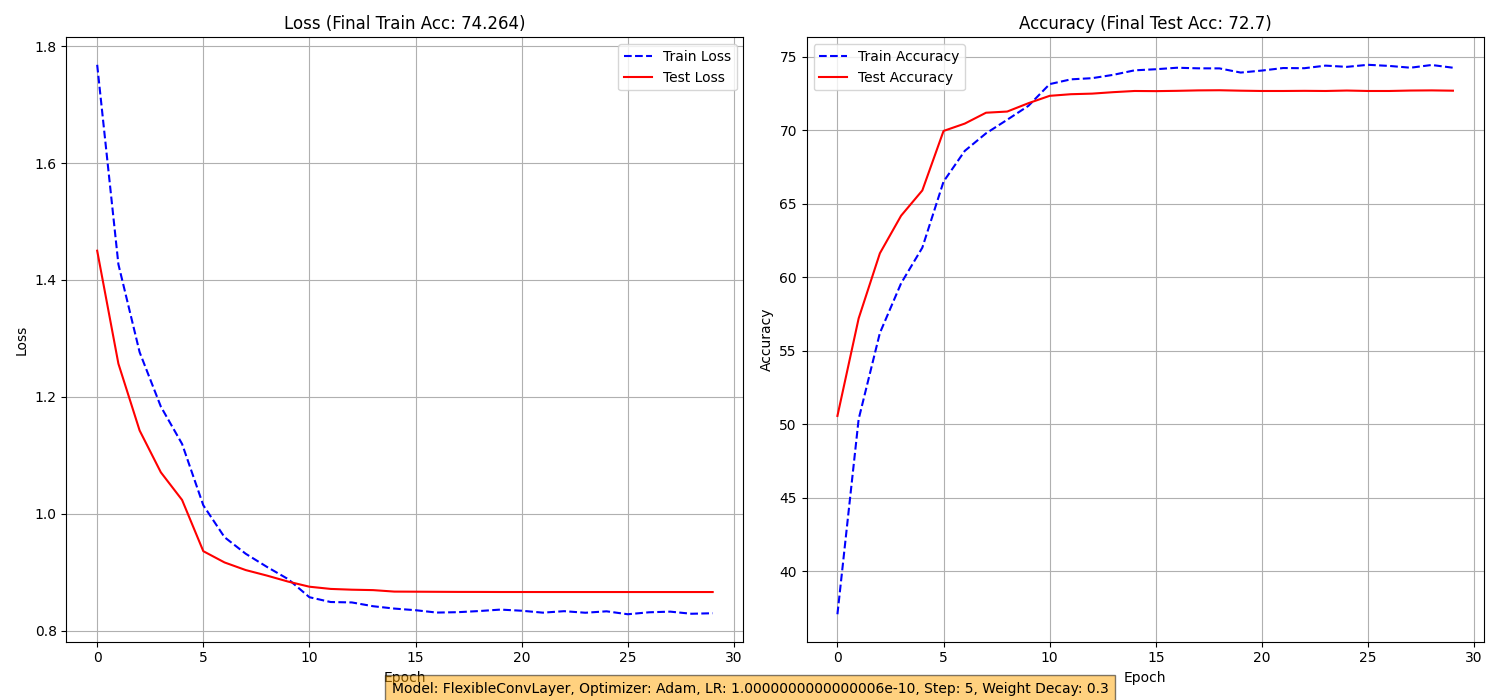 Loss (Final Train Acc: 74.264)
Train Loss
Test Loss
1.8
1.6
1.4
1.2
1.0
0.8
Loss
0
5
10
15
20
25
30
Epoch
Accuracy (Final Test Acc: 72.7)
Train Accuracy
Test Accuracy
75
70
65
60
55
50
45
40
Accuracy
0
5
10
15
20
25
30
Epoch
Model: FlexibleConvLayer, Optimizer: Adam, LR: 1.0000000000000006e-10, Step: 5, Weight Decay: 0.3